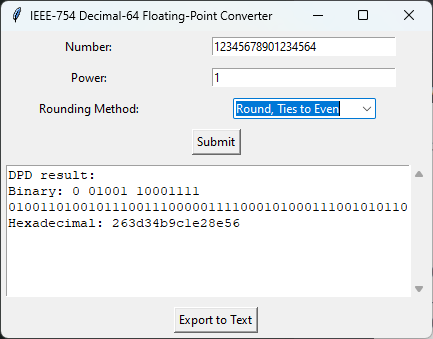 IEEE-754 Decimal-64 Floating-Point Converter
Number: 12345678901234564
Power: 1
Rounding Method: Round, Ties to Even
Submit
DPD result:
Binary: 0 01001 10001111
01001101001011100111000001111000101000111001010110
Hexadecimal: 263d34b9c1e28e56
Export to Text